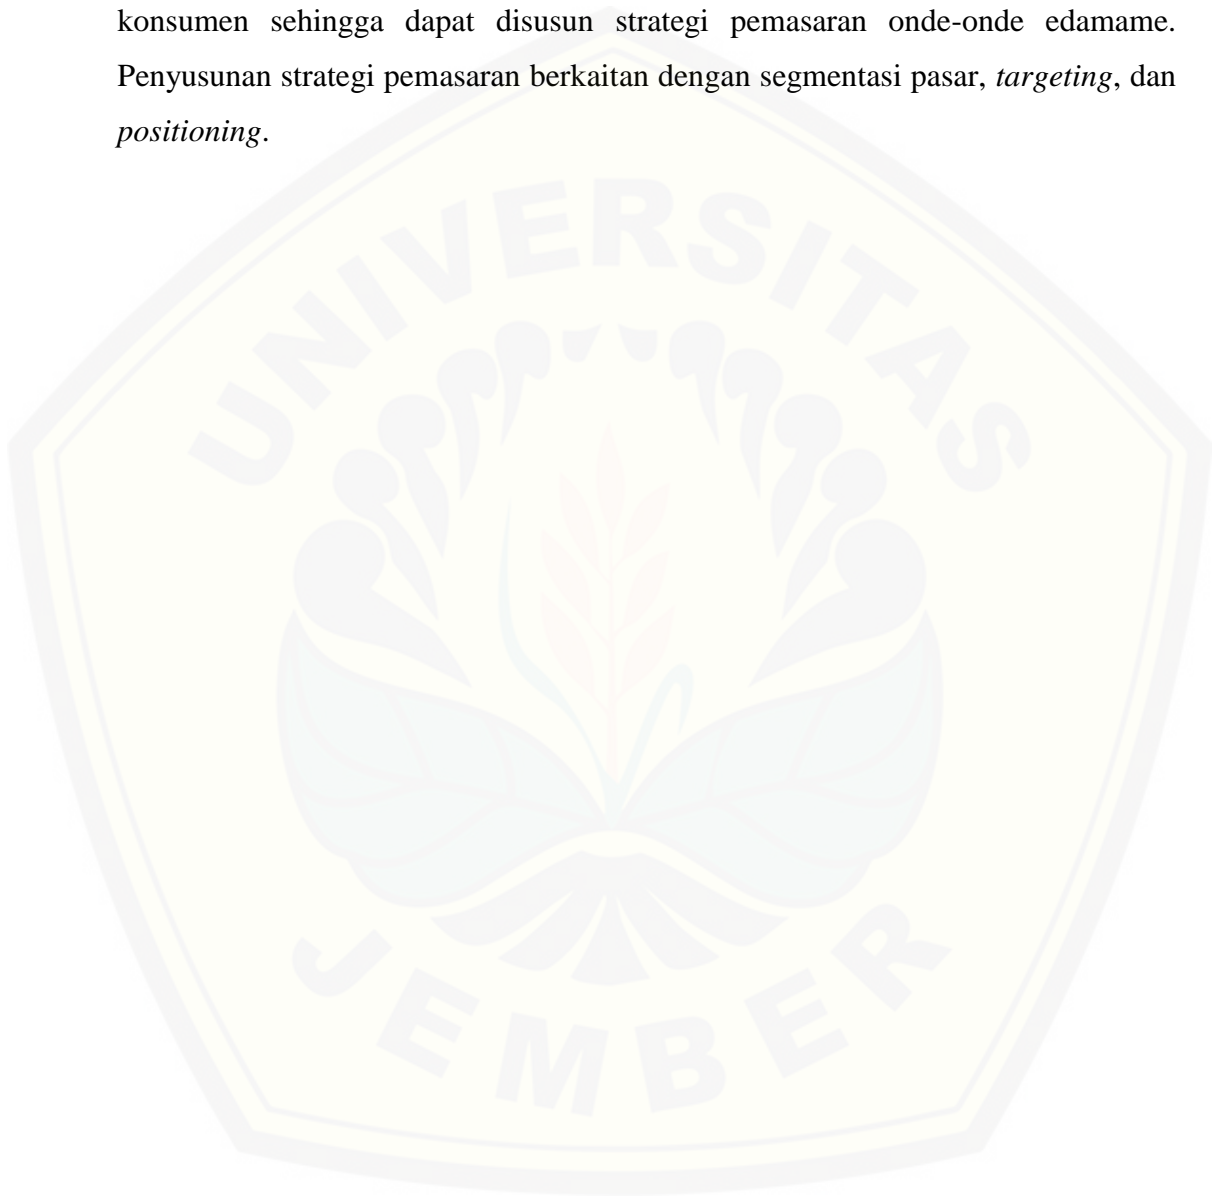 konsumen sehingga dapat disusun strategi pemasaran onde-onde edamame.
Penyusunan strategi pemasaran berkaitan dengan segmentasi pasar, targeting, dan
positioning.
UNIVERSITAS
JEMBER